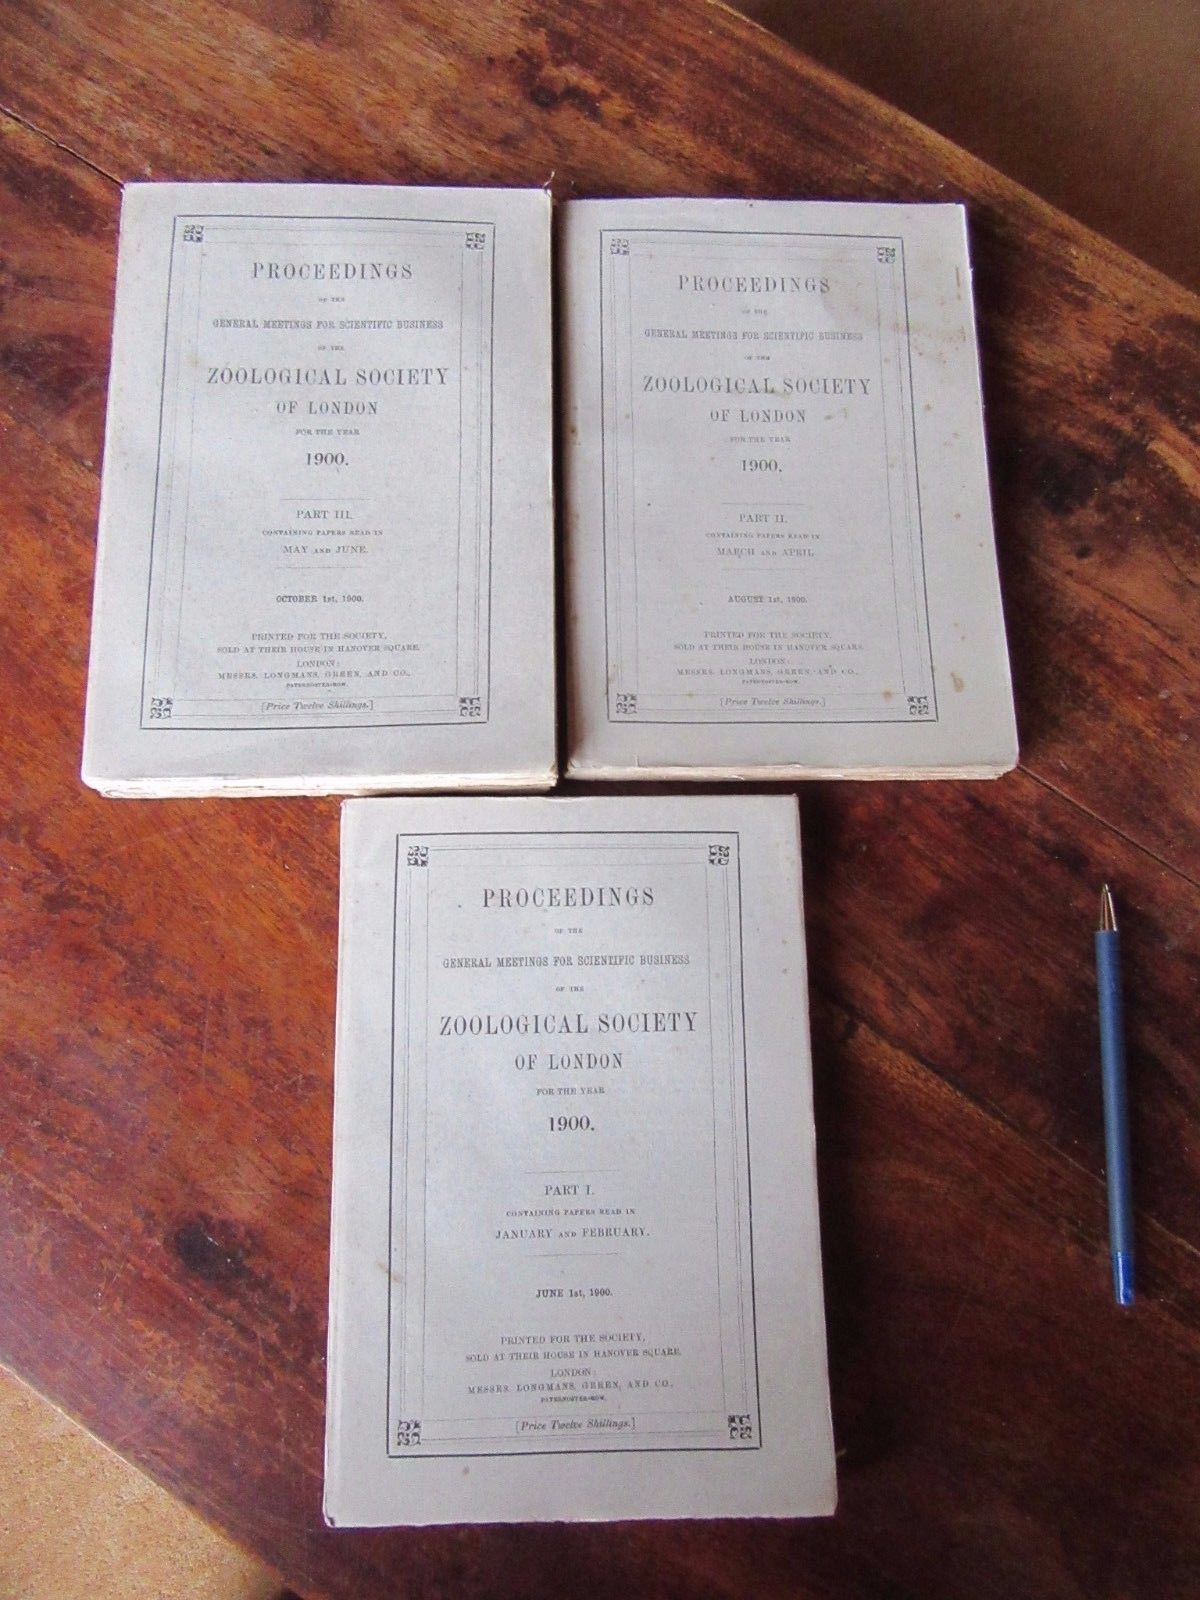 PROCEEDINGS
OF THE
GENERAL MEETINGS FOR SCIENTIFIC BUSINESS
OF THE
ZOOLOGICAL SOCIETY
OF LONDON
FOR THE YEAR
1900.
PART III.
CONTAINING PAPERS READ IN
MAY AND JUNE.
OCTOBER 1st, 1900.
PRINTED FOR THE SOCIETY,
SOLD AT THEIR HOUSE IN HANOVER SQUARE.
LONDON:
MESSRS. LONGMANS, GREEN, AND CO.,
PATERNOSTER-ROW.
[Price Twelve Shillings.]
PROCEEDINGS
OF THE
GENERAL MEETINGS FOR SCIENTIFIC BUSINESS
OF THE
ZOOLOGICAL SOCIETY
OF LONDON
FOR THE YEAR
1900.
PART II.
CONTAINING PAPERS READ IN
MARCH AND APRIL
AUGUST 1st, 1900.
PRINTED FOR THE SOCIETY,
SOLD AT THEIR HOUSE IN HANOVER SQUARE.
LONDON:
MESSRS. LONGMANS, GREEN, AND CO.,
PATERNOSTER-ROW.
[Price Twelve Shillings.]
PROCEEDINGS
OF THE
GENERAL MEETINGS FOR SCIENTIFIC BUSINESS
OF THE
ZOOLOGICAL SOCIETY
OF LONDON
FOR THE YEAR
1900.
PART I.
CONTAINING PAPERS READ IN
JANUARY AND FEBRUARY.
JUNE 1st, 1900.
PRINTED FOR THE SOCIETY,
SOLD AT THEIR HOUSE IN HANOVER SQUARE.
LONDON:
MESSRS. LONGMANS, GREEN, AND CO.,
PATERNOSTER-ROW.
[Price Twelve Shillings.]